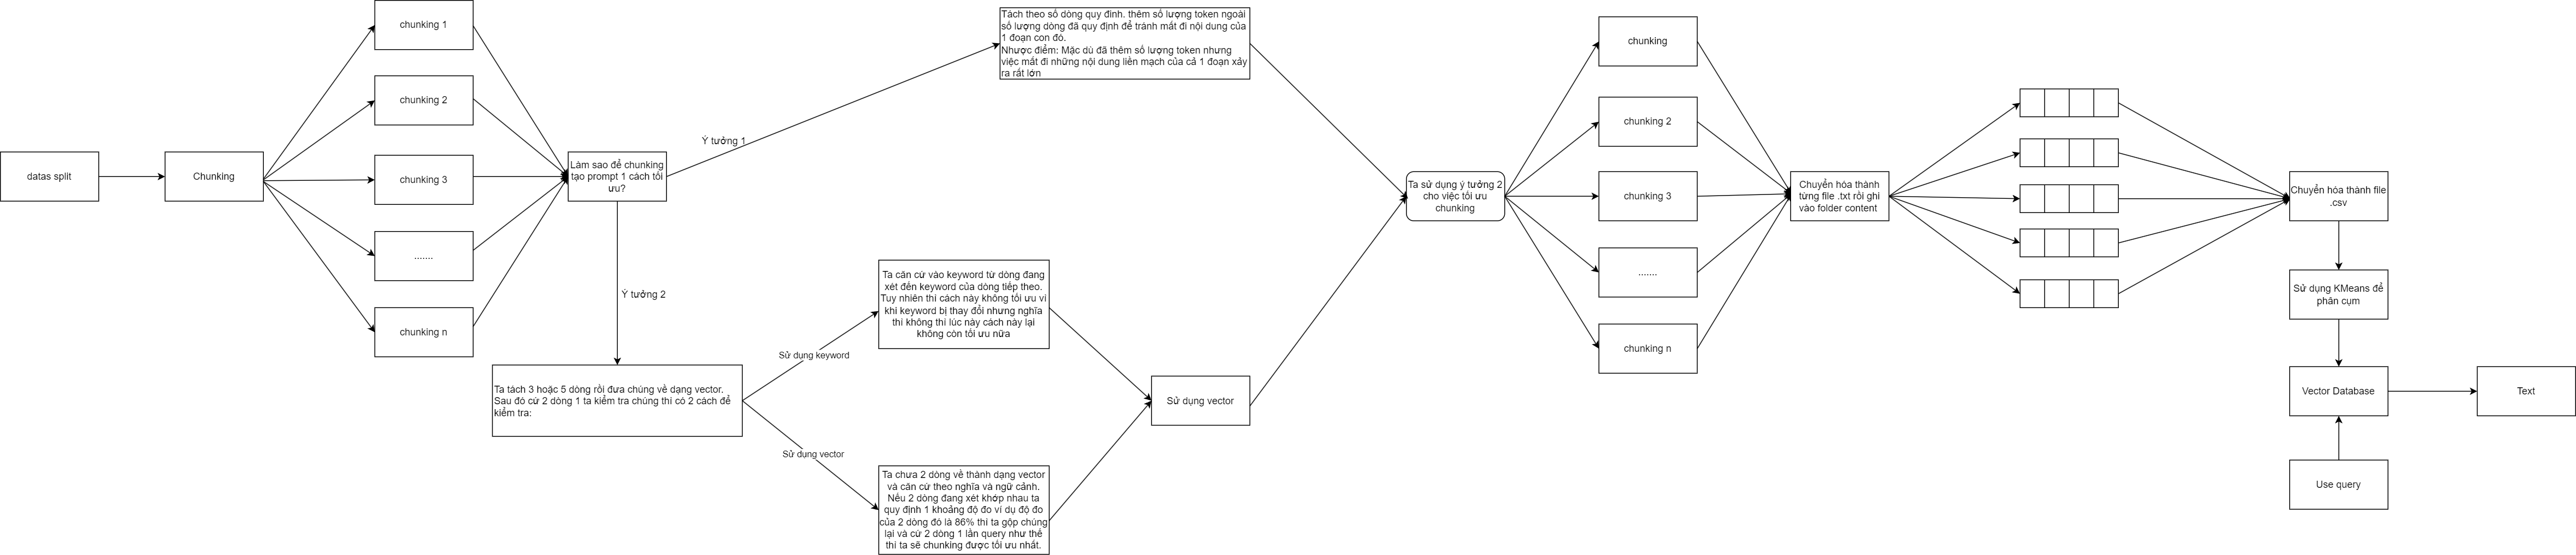 datas split
Chunking
chunking 1
chunking 2
chunking 3
.......
chunking n
Làm sao để chunking
tạo prompt 1 cách tối
ưu?
Ý tưởng 1
Tách theo số dòng quy đinh. thêm số lượng token ngoài
số lượng dòng đã quy định để tránh mất đi nội dung của
1 đoạn con đó.
Nhược điểm: Mặc dù đã thêm số lượng token nhưng
việc mất đi những nội dung liền mạch của cả 1 đoạn xảy
ra rất lớn
Ý tưởng 2
Ta tách 3 hoặc 5 dòng rồi đưa chúng về dạng vector.
Sau đó cứ 2 dòng 1 ta kiểm tra chúng thì có 2 cách để
kiểm tra:
Sử dụng keyword
Ta căn cứ vào keyword từ dòng đang
xét đến keyword của dòng tiếp theo.
Tuy nhiên thì cách này không tối ưu vì
khi keyword bị thay đổi nhưng nghĩa
thì không thì lúc này cách này lại
không còn tối ưu nữa
Sử dụng vector
Ta chưa 2 dòng về thành dạng vector
và căn cứ theo nghĩa và ngữ cảnh.
Nếu 2 dòng đang xét khớp nhau ta
quy định 1 khoảng độ đo ví dụ độ đo
của 2 dòng đó là 86% thì ta gộp chúng
lại và cứ 2 dòng 1 lần query như thế
thì ta sẽ chunking được tối ưu nhất.
Sử dụng vector
Ta sử dụng ý tưởng 2
cho việc tối ưu
chunking
chunking
chunking 2
chunking 3
.......
chunking n
Chuyển hóa thành
từng file .txt rồi ghi
vào folder content
Chuyển hóa thành file
.csv
Sử dụng KMeans để
phân cụm
Vector Database
Text
Use query